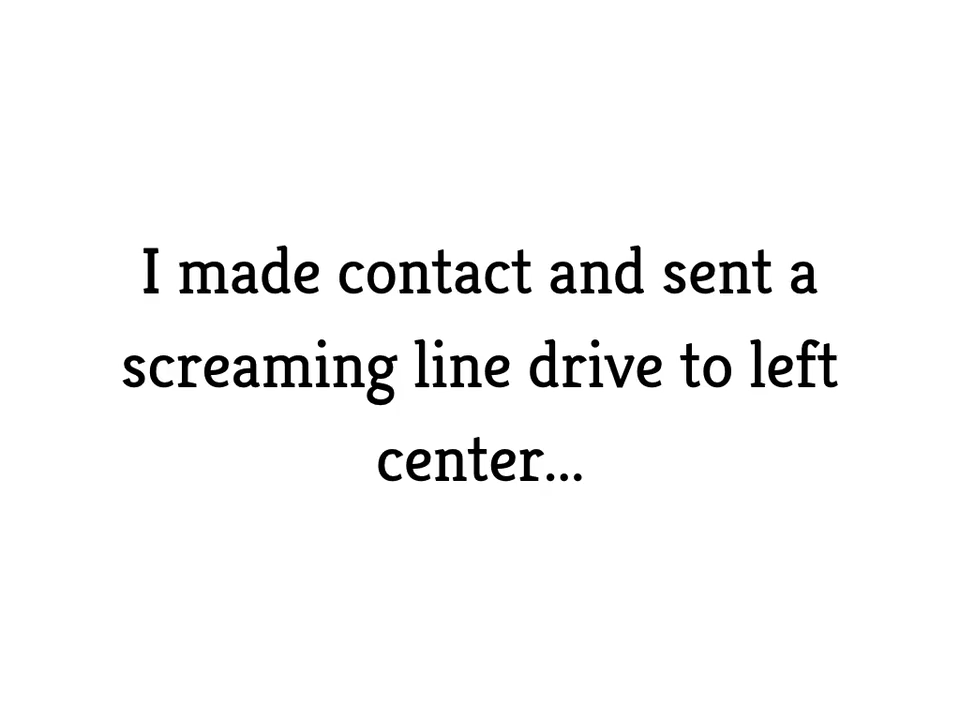 I made contact and sent a
screaming line drive to left
center...